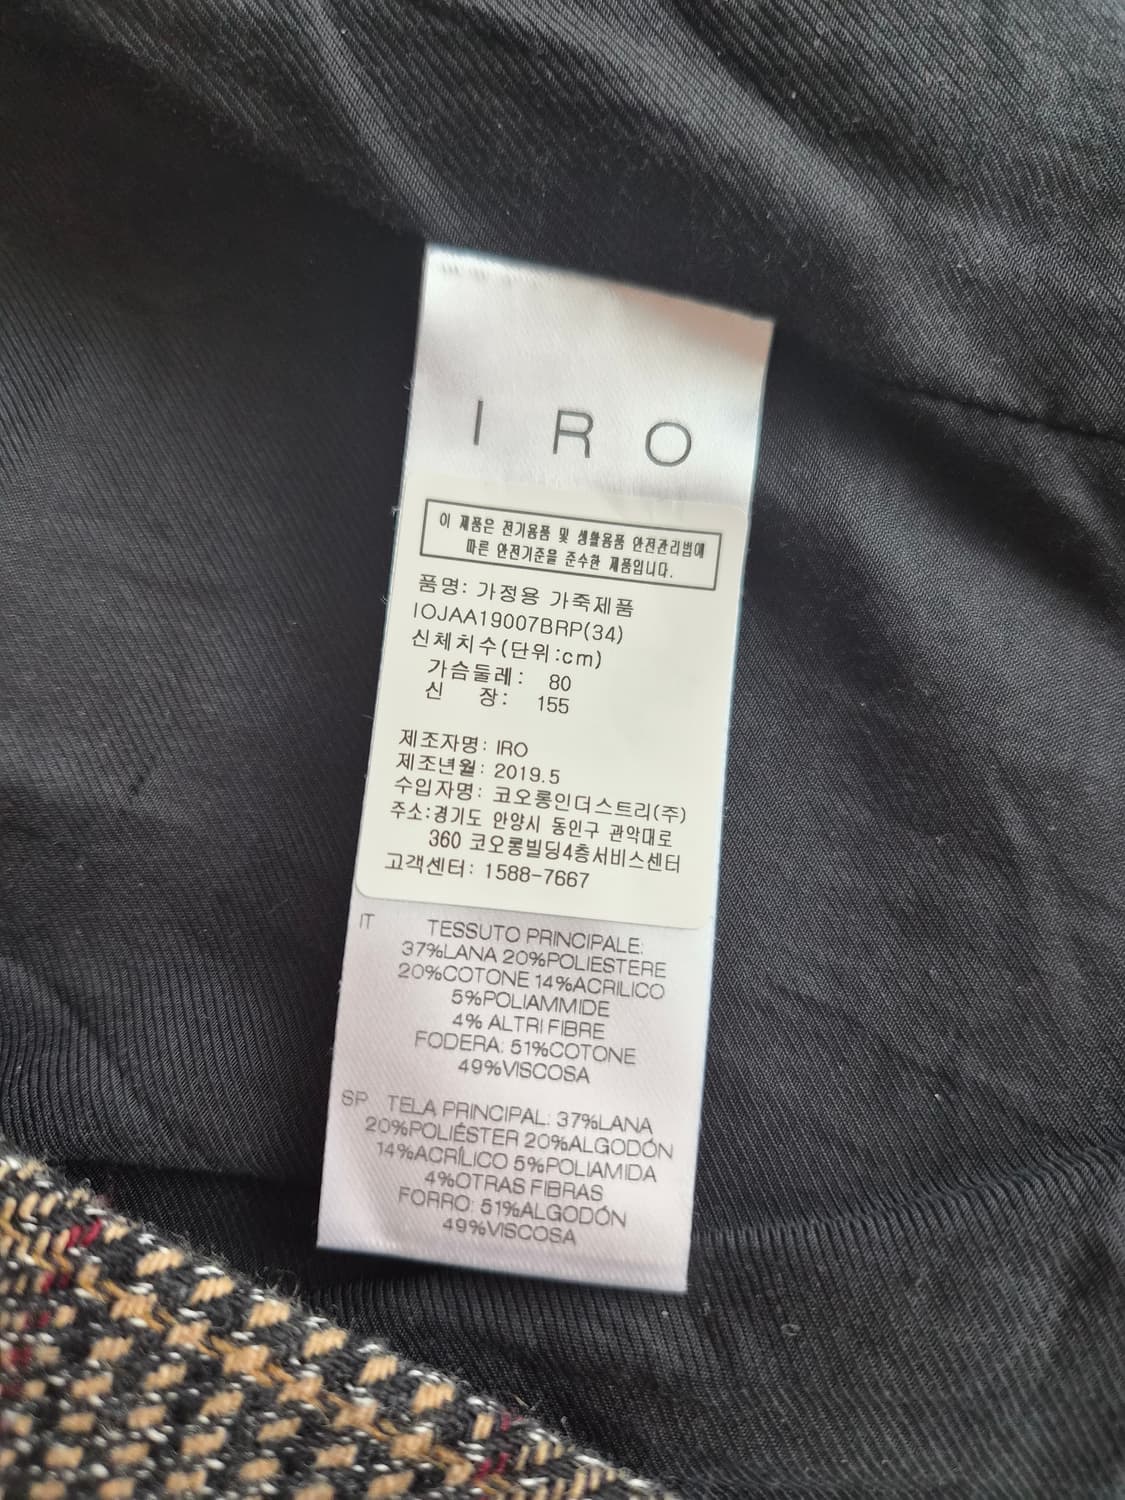 IRO
이 제품은 전기용품 및 생활용품 안전관리법에
따른 안전기준을 준수한 제품입니다.
품명: 가정용 가죽제품
IOJAA19007BRP(34)
신체치수(단위:cm)
가슴둘레: 80
신 장: 155
제조자명: IRO
제조년월: 2019.5
수입자명: 코오롱인더스트리(주)
주소:경기도 안양시 동인구 관악대로
360 코오롱빌딩4층서비스센터
고객센터: 1588-7667
IT TESSUTO PRINCIPALE:
37%LANA 20%POLIESTERE
20%COTONE 14%ACRILICO
5%POLIAMMIDE
4% ALTRI FIBRE
FODERA: 51%COTONE
49%VISCOSA
SP TELA PRINCIPAL: 37%LANA
20%POLIÉSTER 20%ALGODÓN
14%ACRÍLICO 5%POLIAMIDA
4%OTRAS FIBRAS
FORRO: 51%ALGODÓN
49%VISCOSA